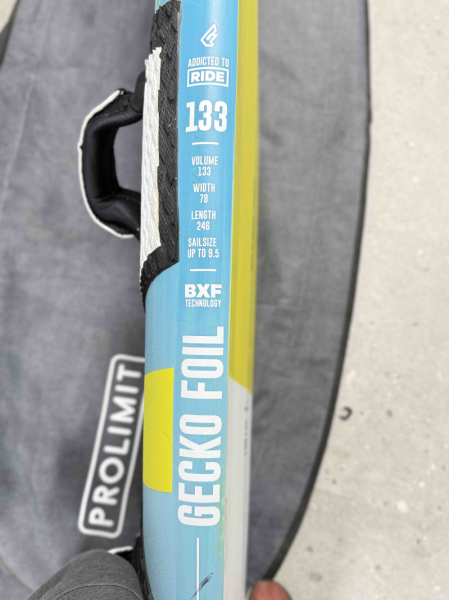 ADDICTED TO
RIDE
133
VOLUME
133
WIDTH
78
LENGTH
246
SAILSIZE
UP TO 9.5
BXF
TECHNOLOGY
GECKO FOIL
PROLIMIT